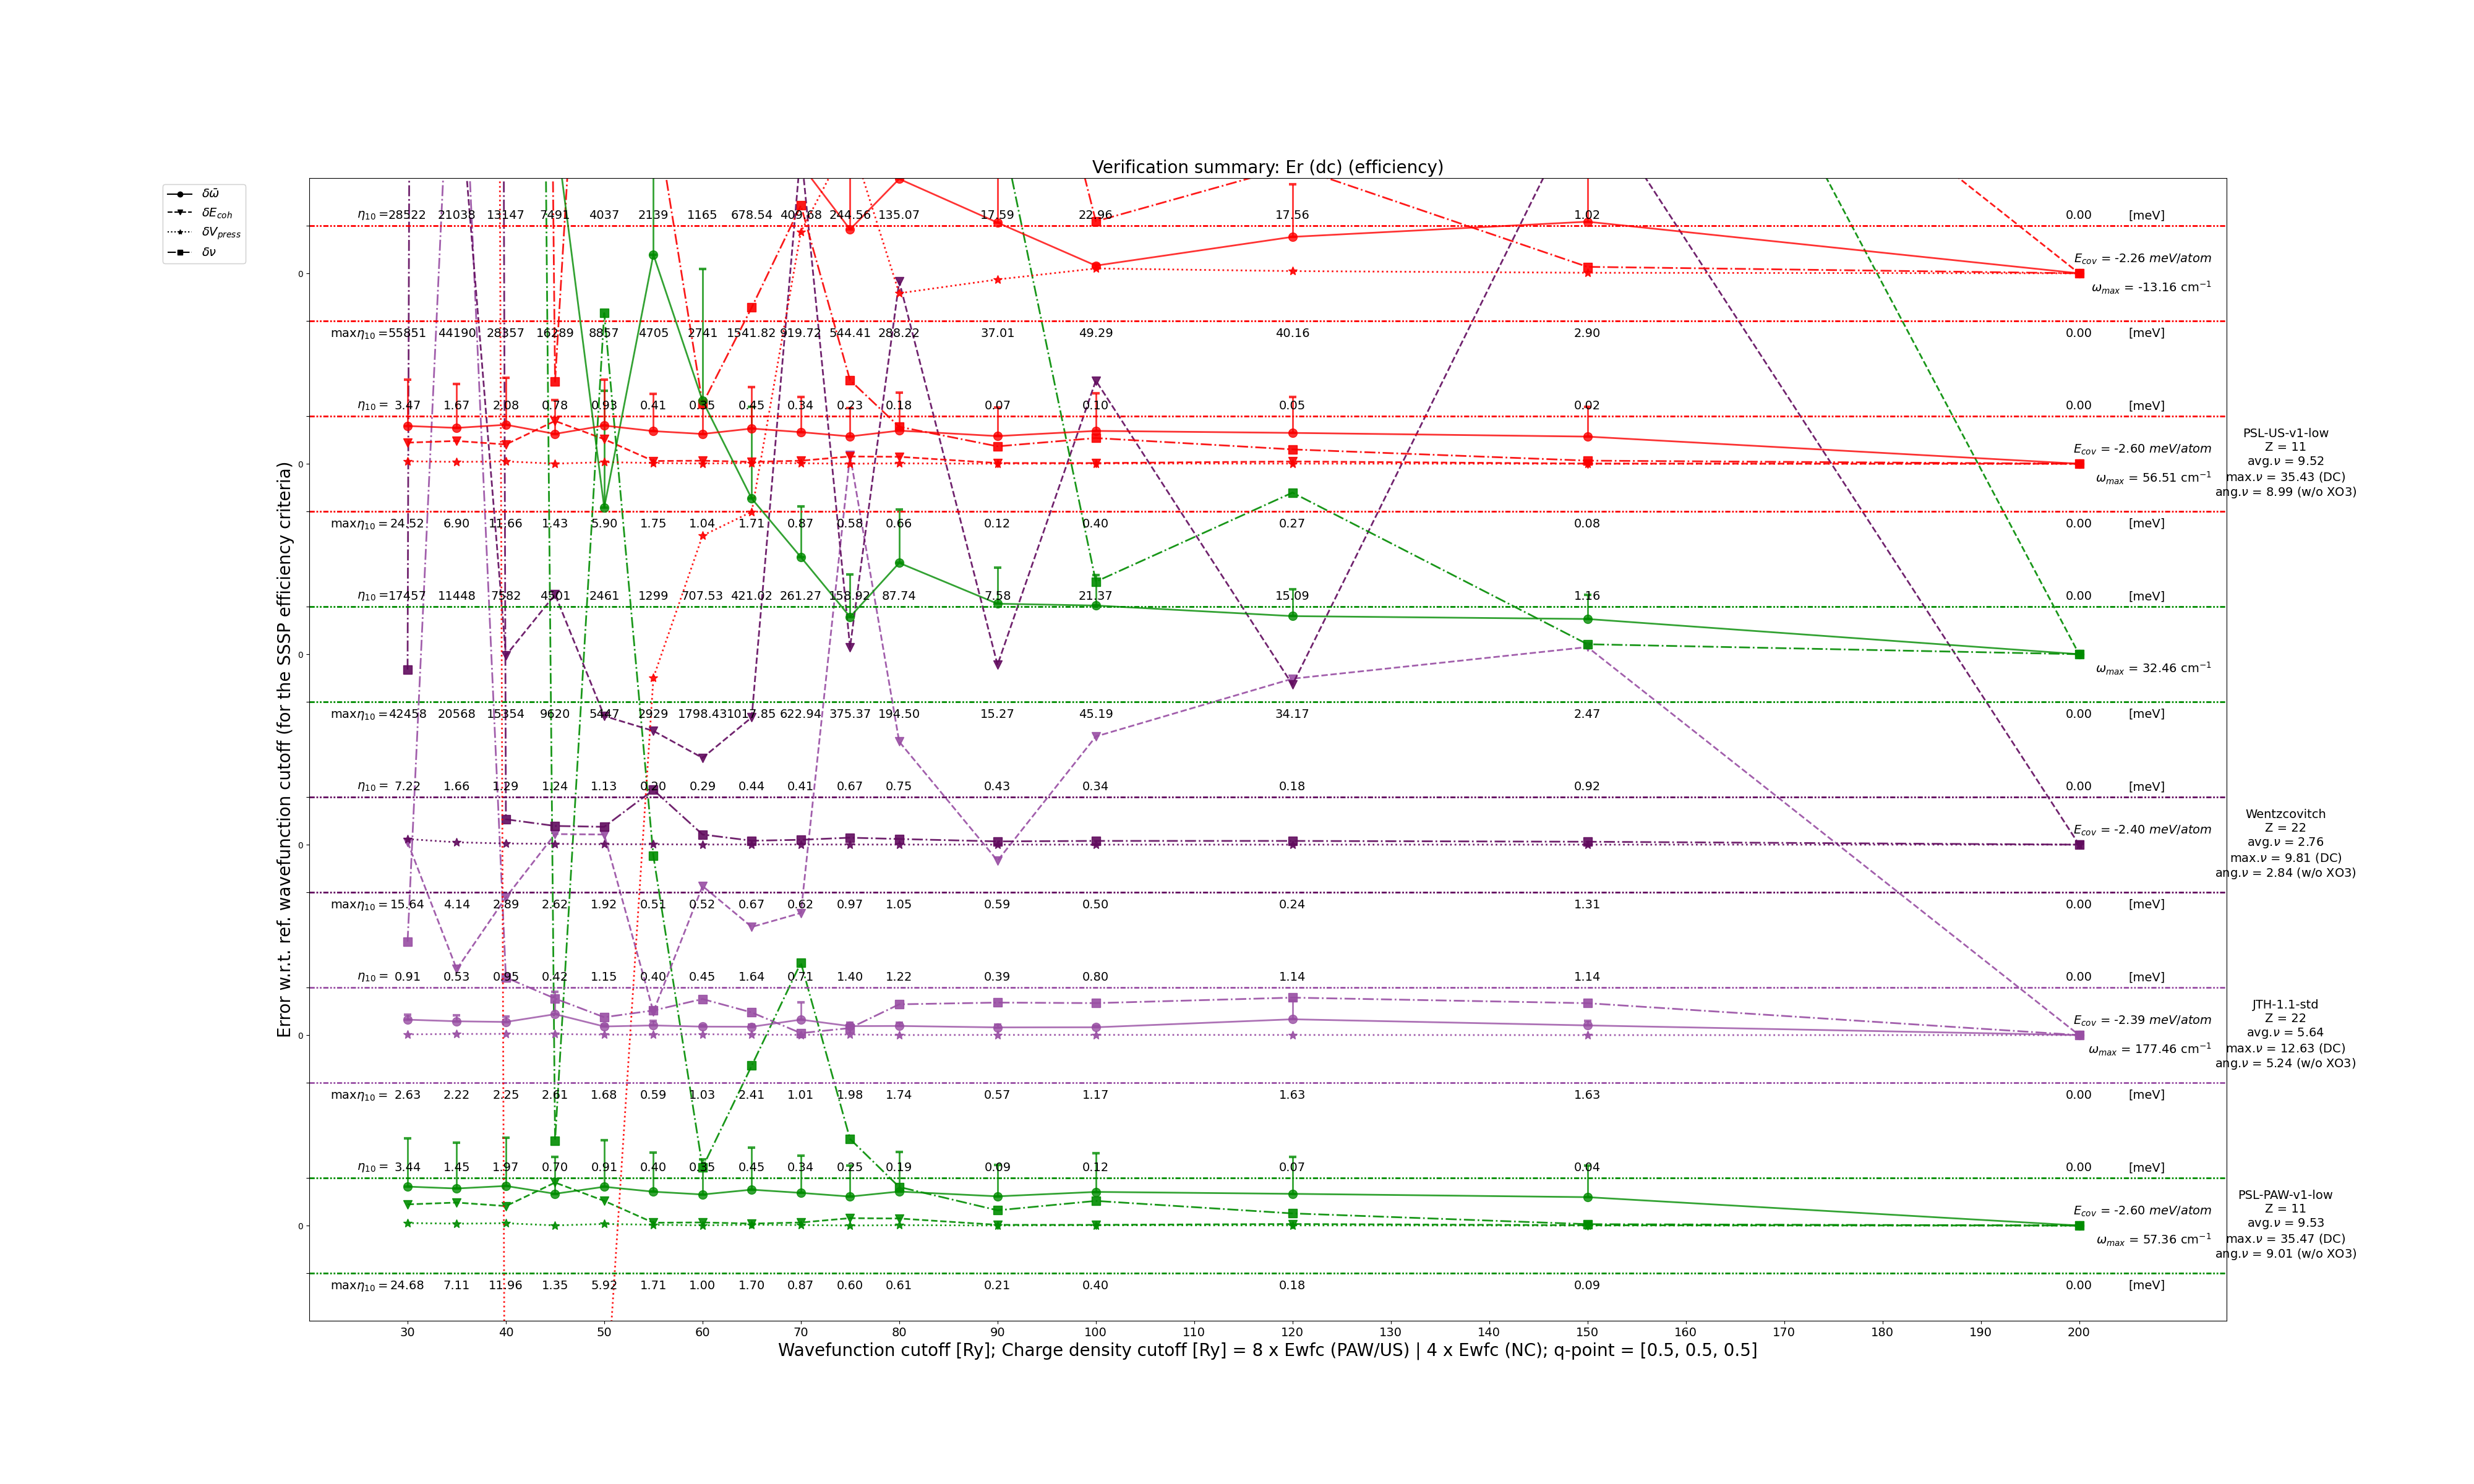 Verification summary: Er (dc) (efficiency)
δω̄
δE_coh
δV_press
δν
Error w.r.t. ref. wavefunction cutoff (for the SSSP efficiency criteria)
η₁₀ = 28522 21038 13147 7491 4037 2139 1165 678.54 409.68 244.56 135.07 17.59 22.96 17.56 1.02 0.00 [meV]
E_cov = -2.26 meV/atom
0
ω_max = -13.16 cm⁻¹
maxη₁₀ = 55851 44190 28357 16289 8857 4705 2741 1541.82 919.72 544.41 288.22 37.01 49.29 40.16 2.90 0.00 [meV]
η₁₀ = 3.47 1.67 2.08 0.78 0.93 0.41 0.35 0.45 0.34 0.23 0.18 0.07 0.10 0.05 0.02 0.00 [meV]
PSL-US-v1-low
Z = 11
E_cov = -2.60 meV/atom
avg.ν = 9.52
0
ω_max = 56.51 cm⁻¹
max.ν = 35.43 (DC)
ang.ν = 8.99 (w/o XO3)
maxη₁₀ = 24.52 6.90 11.66 1.43 5.90 1.75 1.04 1.71 0.87 0.58 0.66 0.12 0.40 0.27 0.08 0.00 [meV]
η₁₀ = 17457 11448 7582 4501 2461 1299 707.53 421.02 261.27 158.92 87.74 7.58 21.37 15.09 1.16 0.00 [meV]
0
ω_max = 32.46 cm⁻¹
maxη₁₀ = 42458 20568 15354 9620 5447 2929 1798.43 1017.85 622.94 375.37 194.50 15.27 45.19 34.17 2.47 0.00 [meV]
η₁₀ = 7.22 1.66 1.29 1.24 1.13 0.20 0.29 0.44 0.41 0.67 0.75 0.43 0.34 0.18 0.92 0.00 [meV]
Wentzcovitch
Z = 22
E_cov = -2.40 meV/atom
avg.ν = 2.76
0
max.ν = 9.81 (DC)
ang.ν = 2.84 (w/o XO3)
maxη₁₀ = 15.64 4.14 2.89 2.62 1.92 0.51 0.52 0.67 0.62 0.97 1.05 0.59 0.50 0.24 1.31 0.00 [meV]
η₁₀ = 0.91 0.53 0.95 0.42 1.15 0.40 0.45 1.64 0.71 1.40 1.22 0.39 0.80 1.14 1.14 0.00 [meV]
JTH-1.1-std
Z = 22
E_cov = -2.39 meV/atom
avg.ν = 5.64
0
ω_max = 177.46 cm⁻¹
max.ν = 12.63 (DC)
ang.ν = 5.24 (w/o XO3)
maxη₁₀ = 2.63 2.22 2.25 2.61 1.68 0.59 1.03 2.41 1.01 1.98 1.74 0.57 1.17 1.63 1.63 0.00 [meV]
η₁₀ = 3.44 1.45 1.97 0.70 0.91 0.40 0.35 0.45 0.34 0.25 0.19 0.09 0.12 0.07 0.04 0.00 [meV]
PSL-PAW-v1-low
Z = 11
E_cov = -2.60 meV/atom
avg.ν = 9.53
0
ω_max = 57.36 cm⁻¹
max.ν = 35.47 (DC)
ang.ν = 9.01 (w/o XO3)
maxη₁₀ = 24.68 7.11 11.96 1.35 5.92 1.71 1.00 1.70 0.87 0.60 0.61 0.21 0.40 0.18 0.09 0.00 [meV]
30 40 50 60 70 80 90 100 110 120 130 140 150 160 170 180 190 200
Wavefunction cutoff [Ry]; Charge density cutoff [Ry] = 8 x Ewfc (PAW/US) | 4 x Ewfc (NC); q-point = [0.5, 0.5, 0.5]